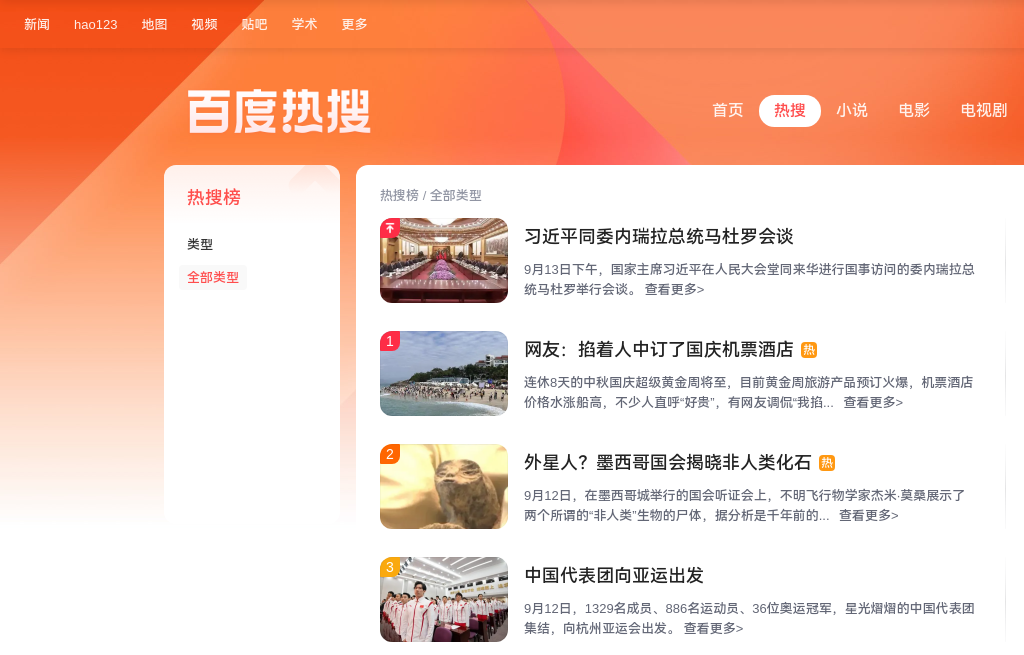 新闻 hao123 地图 视频 贴吧 学术 更多
百度热搜
首页 热搜 小说 电影 电视剧
热搜榜
类型
全部类型
热搜榜 / 全部类型
习近平同委内瑞拉总统马杜罗会谈
9月13日下午，国家主席习近平在人民大会堂同来华进行国事访问的委内瑞拉总
统马杜罗举行会谈。 查看更多>
1
网友：掐着人中订了国庆机票酒店 热
连休8天的中秋国庆超级黄金周将至，目前黄金周旅游产品预订火爆，机票酒店
价格水涨船高，不少人直呼“好贵”，有网友调侃“我掐... 查看更多>
2
外星人？墨西哥国会揭晓非人类化石 热
9月12日，在墨西哥城举行的国会听证会上，不明飞行物学家杰米·莫桑展示了
两个所谓的“非人类”生物的尸体，据分析是千年前的... 查看更多>
3
中国代表团向亚运出发
9月12日，1329名成员、886名运动员、36位奥运冠军，星光熠熠的中国代表团
集结，向杭州亚运会出发。 查看更多>